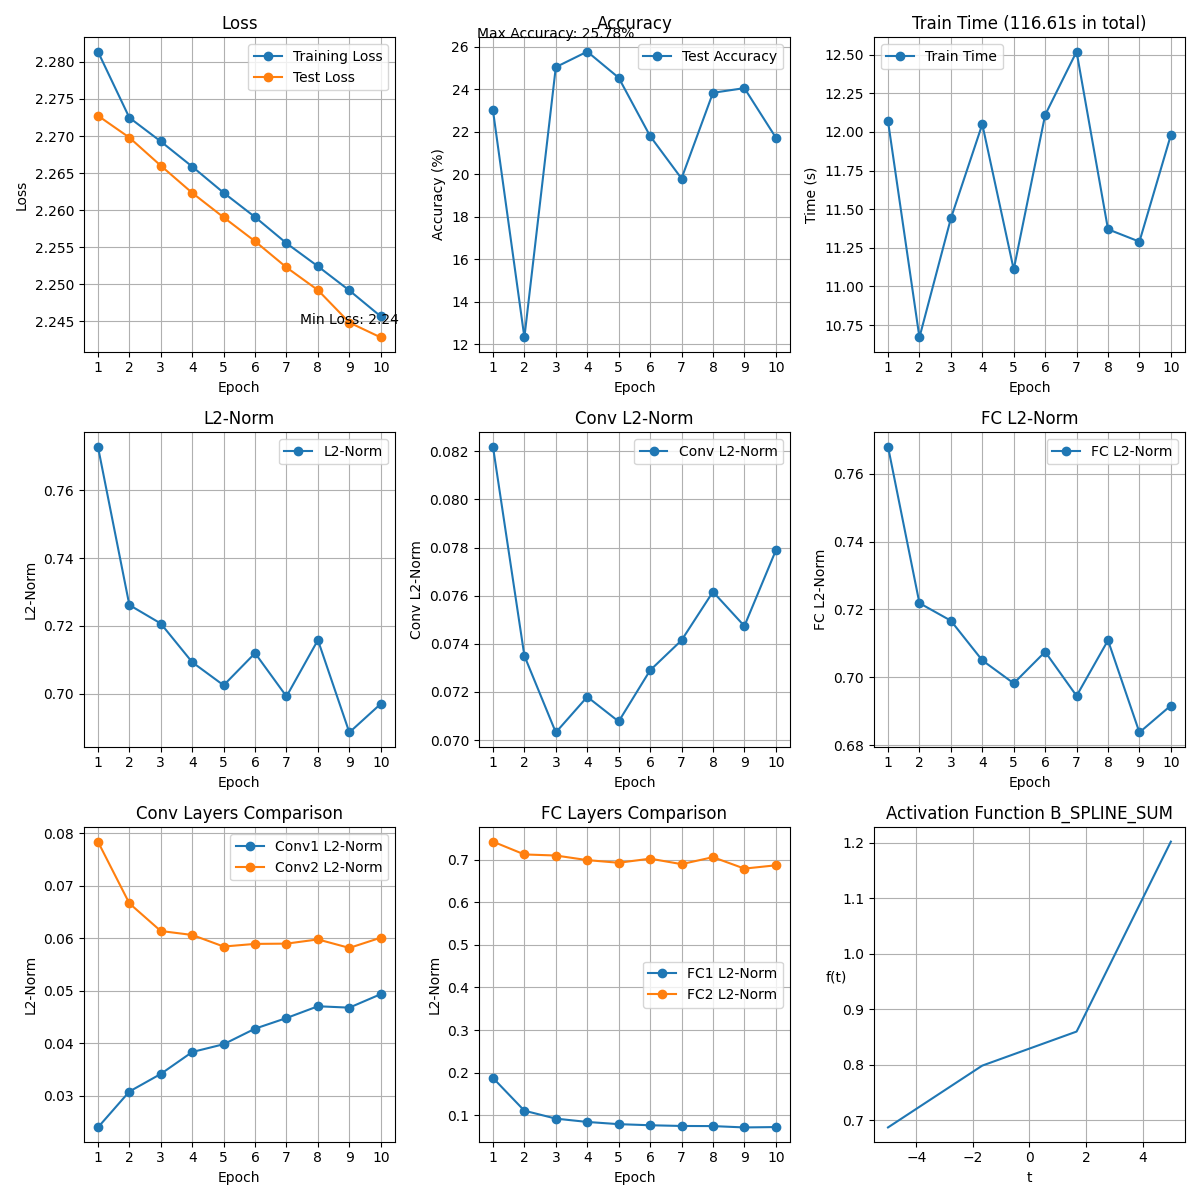 Loss
Training Loss
Test Loss
Min Loss: 2.24
2.280
2.275
2.270
2.265
2.260
2.255
2.250
2.245
Loss
1 2 3 4 5 6 7 8 9 10
Epoch
Accuracy
Max Accuracy: 25.78%
Test Accuracy
26
24
22
20
18
16
14
12
Accuracy (%)
1 2 3 4 5 6 7 8 9 10
Epoch
Train Time (116.61s in total)
Train Time
12.50
12.25
12.00
11.75
11.50
11.25
11.00
10.75
Time (s)
1 2 3 4 5 6 7 8 9 10
Epoch
L2-Norm
L2-Norm
0.76
0.74
0.72
0.70
L2-Norm
1 2 3 4 5 6 7 8 9 10
Epoch
Conv L2-Norm
Conv L2-Norm
0.082
0.080
0.078
0.076
0.074
0.072
0.070
Conv L2-Norm
1 2 3 4 5 6 7 8 9 10
Epoch
FC L2-Norm
FC L2-Norm
0.76
0.74
0.72
0.70
0.68
FC L2-Norm
1 2 3 4 5 6 7 8 9 10
Epoch
Conv Layers Comparison
Conv1 L2-Norm
Conv2 L2-Norm
0.08
0.07
0.06
0.05
0.04
0.03
L2-Norm
1 2 3 4 5 6 7 8 9 10
Epoch
FC Layers Comparison
FC1 L2-Norm
FC2 L2-Norm
0.7
0.6
0.5
0.4
0.3
0.2
0.1
L2-Norm
1 2 3 4 5 6 7 8 9 10
Epoch
Activation Function B_SPLINE_SUM
1.2
1.1
1.0
0.9
0.8
0.7
f(t)
−4 −2 0 2 4
t